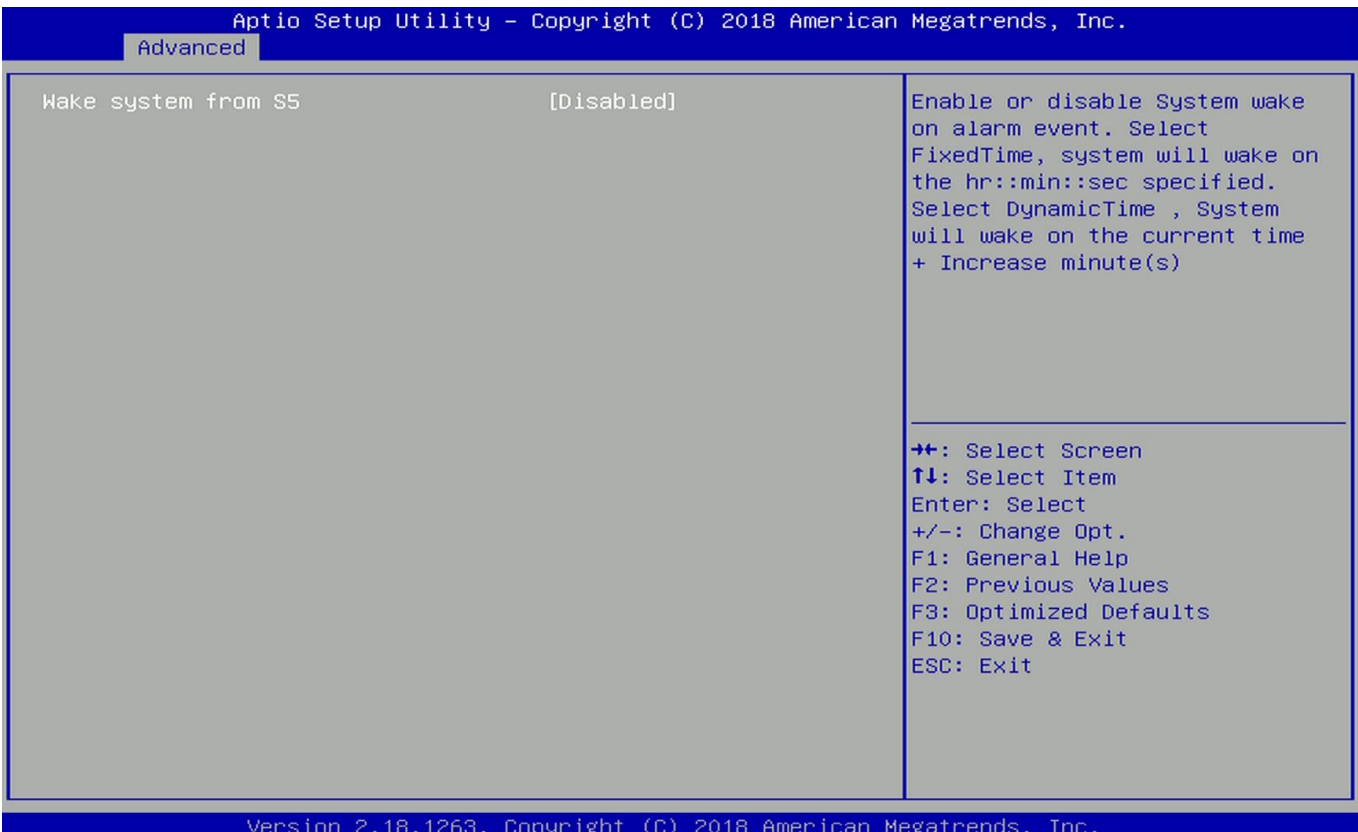 Aptio Setup Utility – Copyright (C) 2018 American Megatrends, Inc.
Advanced
Wake system from S5 [Disabled]
Enable or disable System wake
on alarm event. Select
FixedTime, system will wake on
the hr::min::sec specified.
Select DynamicTime , System
will wake on the current time
+ Increase minute(s)
→←: Select Screen
↑↓: Select Item
Enter: Select
+/-: Change Opt.
F1: General Help
F2: Previous Values
F3: Optimized Defaults
F10: Save & Exit
ESC: Exit
Version 2.18.1263. Copyright (C) 2018 American Megatrends, Inc.